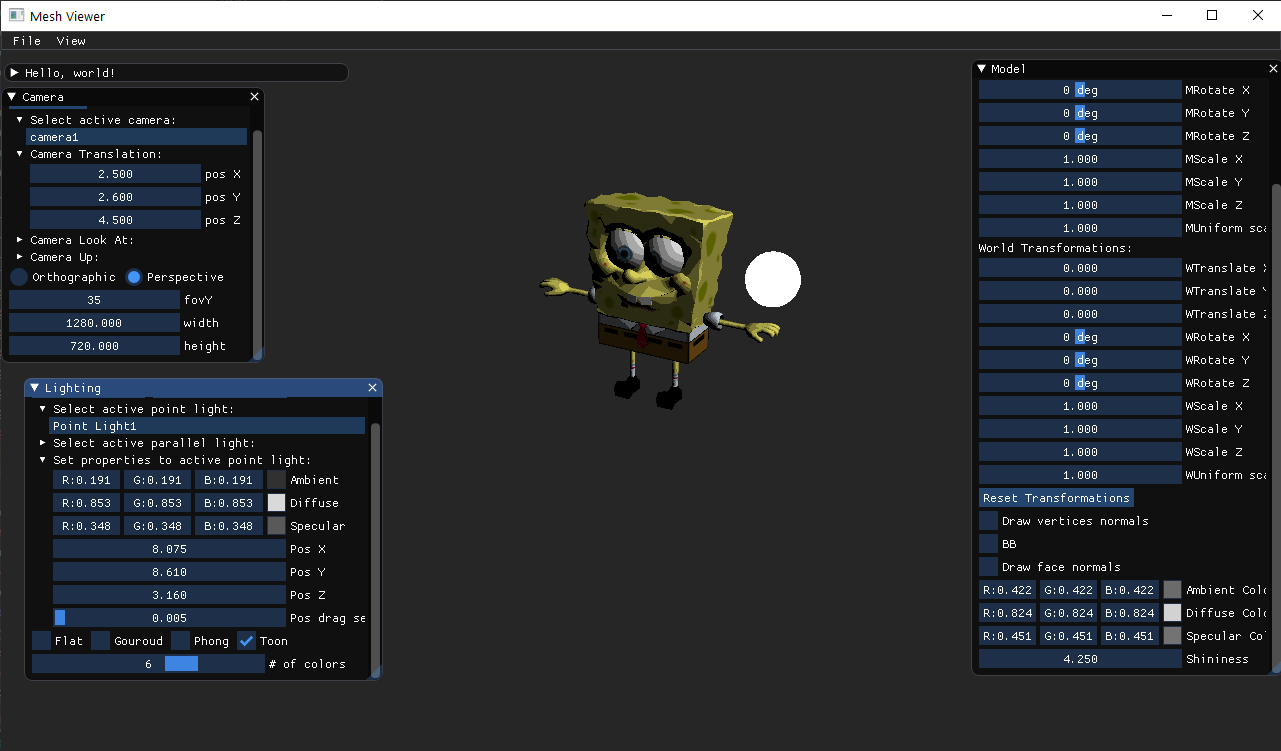 Mesh Viewer
File View
Hello, world!
Camera
Select active camera:
camera1
Camera Translation:
2.500 pos X
2.600 pos Y
4.500 pos Z
Camera Look At:
Camera Up:
Orthographic Perspective
35 fovY
1280.000 width
720.000 height
Lighting
Select active point light:
Point Light1
Select active parallel light:
Set properties to active point light:
R:0.191 G:0.191 B:0.191 Ambient
R:0.853 G:0.853 B:0.853 Diffuse
R:0.348 G:0.348 B:0.348 Specular
8.075 Pos X
8.610 Pos Y
3.160 Pos Z
0.005 Pos drag se
Flat Gouroud Phong Toon
6 # of colors
Model
0 deg MRotate X
0 deg MRotate Y
0 deg MRotate Z
1.000 MScale X
1.000 MScale Y
1.000 MScale Z
1.000 MUniform sca
World Transformations:
0.000 WTranslate X
0.000 WTranslate Y
0.000 WTranslate Z
0 deg WRotate X
0 deg WRotate Y
0 deg WRotate Z
1.000 WScale X
1.000 WScale Y
1.000 WScale Z
1.000 WUniform sca
Reset Transformations
Draw vertices normals
BB
Draw face normals
R:0.422 G:0.422 B:0.422 Ambient Colo
R:0.824 G:0.824 B:0.824 Diffuse Colo
R:0.451 G:0.451 B:0.451 Specular Col
4.250 Shininess